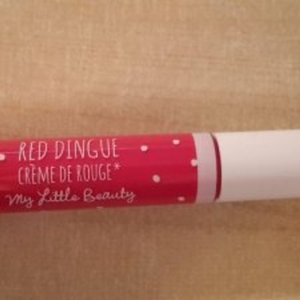 RED DINGUE
CRÈME DE ROUGE*
My Little Beauty